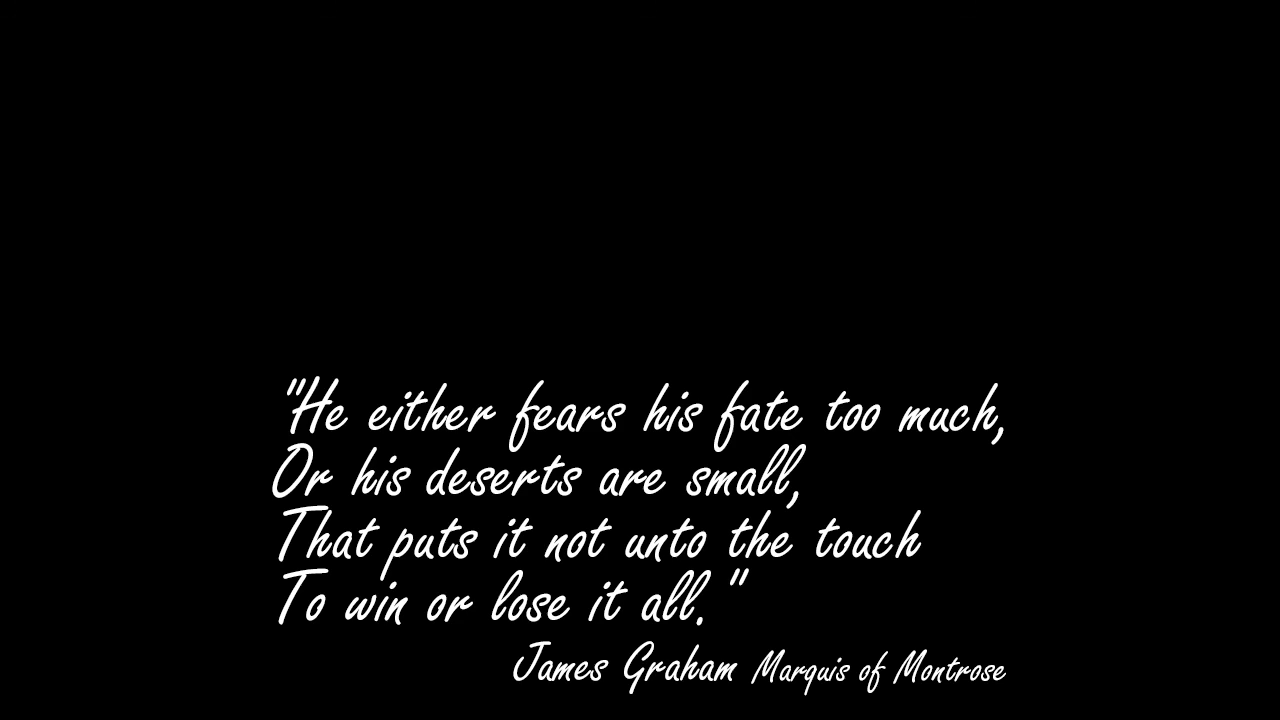 "He either fears his fate too much,
Or his deserts are small,
That puts it not unto the touch
To win or lose it all."
James Graham Marquis of Montrose